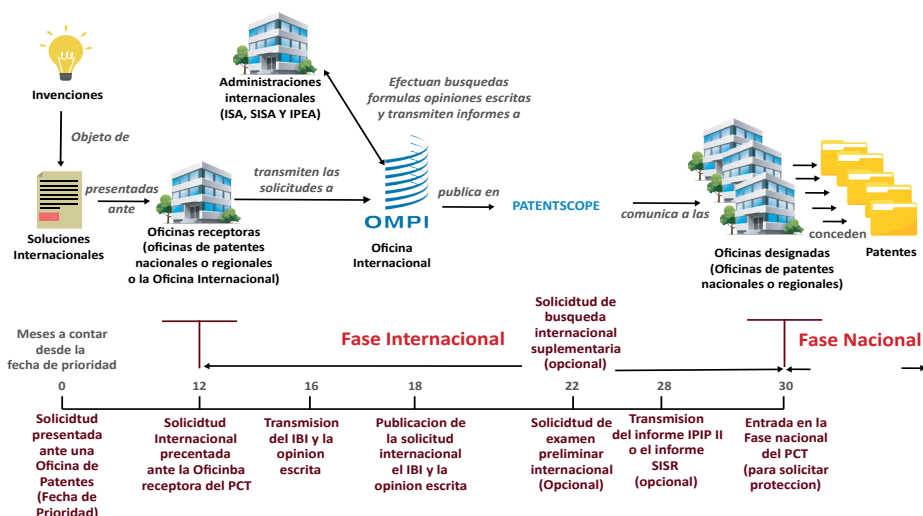 Invenciones
Objeto de
Soluciones
Internacionales
presentadas
ante
Oficinas receptoras
(oficinas de patentes
nacionales o regionales
o la Oficina Internacional)
Administraciones
internacionales
(ISA, SISA Y IPEA)
Efectuan busquedas
formulas opiniones escritas
y transmiten informes a
transmiten las
solicitudes a
OMPI
Oficina
Internacional
publica en
PATENTSCOPE
comunica a las
Oficinas designadas
(Oficinas de patentes
nacionales o regionales)
conceden
Patentes
Meses a contar
desde la
fecha de prioridad
Fase Internacional
Solicidtud de
busqueda
internacional
suplementaria
(opcional)
Fase Nacional
0
12
16
18
22
28
30
Solicidtud
presentada
ante una
Oficina de
Patentes
(Fecha de
Prioridad)
Solicidtud
Internacional
precentada
ante la Oficinba
receptora del PCT
Transmision
del IBI y la
opinion
escrita
Publicacion de
la solicitud
internacional
el IBI y la
opinion escrita
Solicidtud de
examen
preliminar
internacional
(Opcional)
Transmision
del informe IPIP II
o el informe
SISR
(opcional)
Entrada en la
Fase nacional
del PCT
(para solicitar
proteccion)